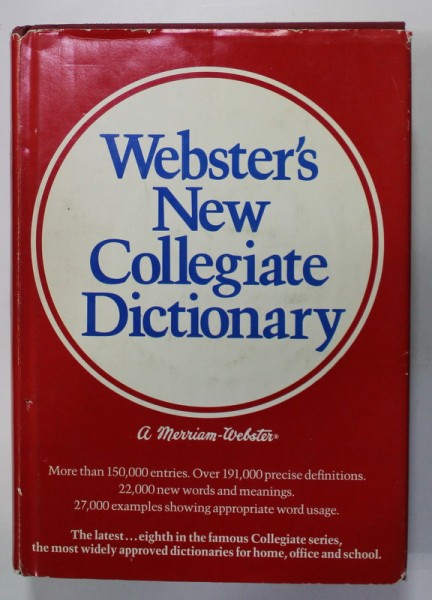 Webster's
New
Collegiate
Dictionary
A Merriam-Webster®
More than 150,000 entries. Over 191,000 precise definitions.
22,000 new words and meanings.
27,000 examples showing appropriate word usage.
The latest...eighth in the famous Collegiate series,
the most widely approved dictionaries for home, office and school.